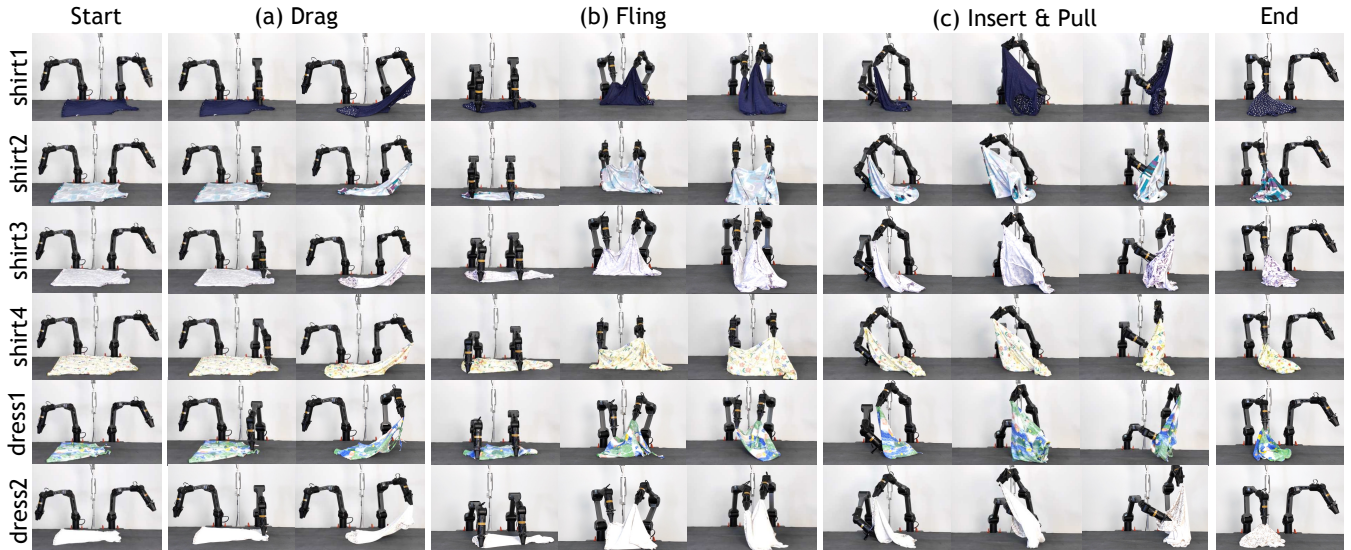 Start (a) Drag (b) Fling (c) Insert & Pull End
shirt1
shirt2
shirt3
shirt4
dress1
dress2